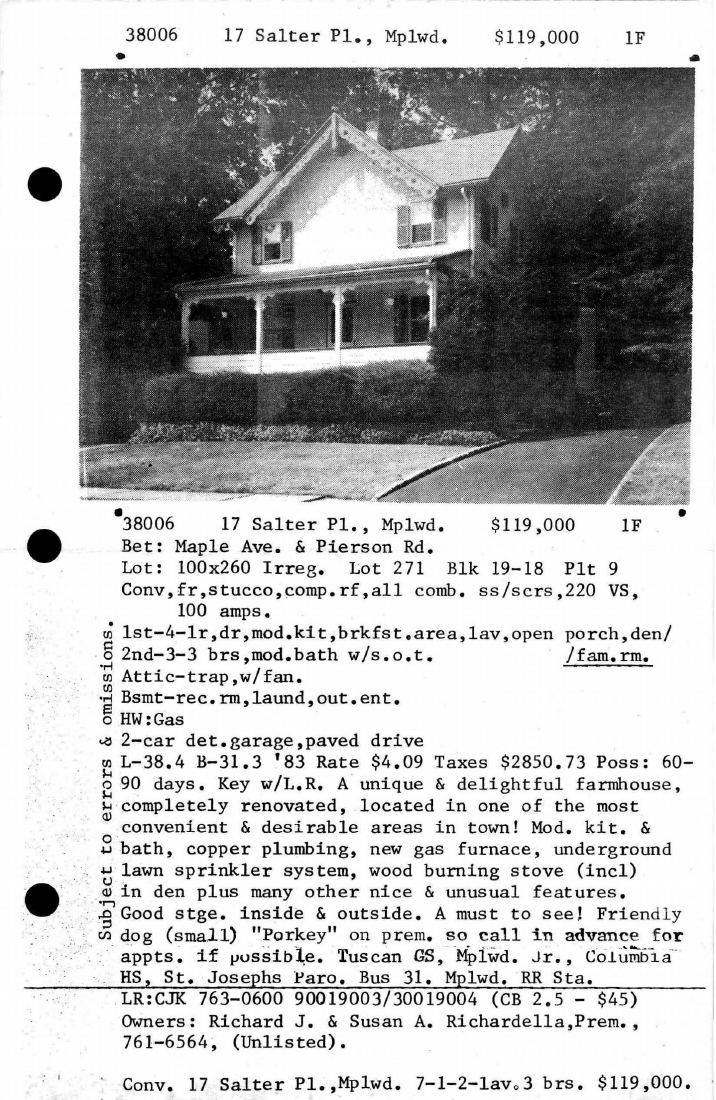 38006 17 Salter Pl., Mplwd. $119,000 1F
38006 17 Salter Pl., Mplwd. $119,000 1F
Bet: Maple Ave. & Pierson Rd.
Lot: 100x260 Irreg. Lot 271 Blk 19-18 Plt 9
Conv,fr,stucco,comp.rf,all comb. ss/scrs,220 VS,
100 amps.
1st-4-lr,dr,mod.kit,brkfst.area,lav,open porch,den/
2nd-3-3 brs,mod.bath w/s.o.t. /fam.rm.
Attic-trap,w/fan.
Bsmt-rec.rm,laund,out.ent.
HW:Gas
2-car det.garage,paved drive
L-38.4 B-31.3 '83 Rate $4.09 Taxes $2850.73 Poss: 60-
90 days. Key w/L.R. A unique & delightful farmhouse,
completely renovated, located in one of the most
convenient & desirable areas in town! Mod. kit. &
bath, copper plumbing, new gas furnace, underground
lawn sprinkler system, wood burning stove (incl)
in den plus many other nice & unusual features.
Good stge. inside & outside. A must to see! Friendly
dog (small) "Porkey" on prem. so call in advance for
appts. if possible. Tuscan GS, Mplwd. Jr., Columbia
HS, St. Josephs Paro. Bus 31. Mplwd. RR Sta.
Subject to errors & omissions.
LR:CJK 763-0600 90019003/30019004 (CB 2.5 - $45)
Owners: Richard J. & Susan A. Richardella,Prem.,
761-6564, (Unlisted).
Conv. 17 Salter Pl.,Mplwd. 7-1-2-lav.3 brs. $119,000.